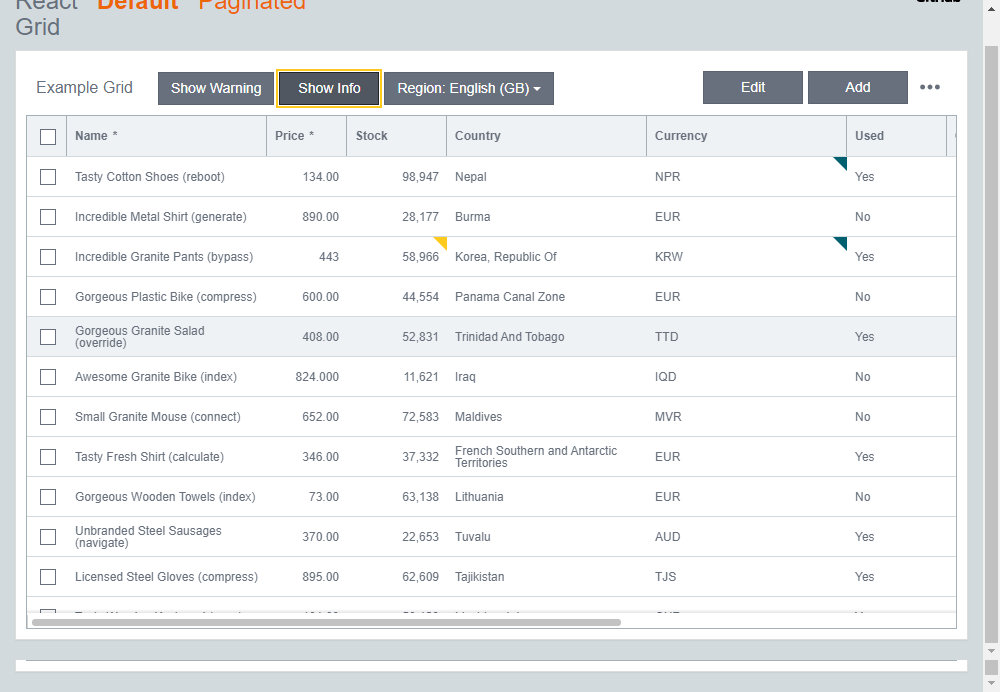 React Default Paginated
GitHub
Grid
Example Grid Show Warning Show Info Region: English (GB) Edit Add •••
Name * Price * Stock Country Currency Used
Tasty Cotton Shoes (reboot) 134.00 98,947 Nepal NPR Yes
Incredible Metal Shirt (generate) 890.00 28,177 Burma EUR No
Incredible Granite Pants (bypass) 443 58,966 Korea, Republic Of KRW Yes
Gorgeous Plastic Bike (compress) 600.00 44,554 Panama Canal Zone EUR No
Gorgeous Granite Salad
(override) 408.00 52,831 Trinidad And Tobago TTD Yes
Awesome Granite Bike (index) 824.000 11,621 Iraq IQD No
Small Granite Mouse (connect) 652.00 72,583 Maldives MVR No
Tasty Fresh Shirt (calculate) 346.00 37,332 French Southern and Antarctic
Territories EUR Yes
Gorgeous Wooden Towels (index) 73.00 63,138 Lithuania EUR No
Unbranded Steel Sausages
(navigate) 370.00 22,653 Tuvalu AUD Yes
Licensed Steel Gloves (compress) 895.00 62,609 Tajikistan TJS Yes